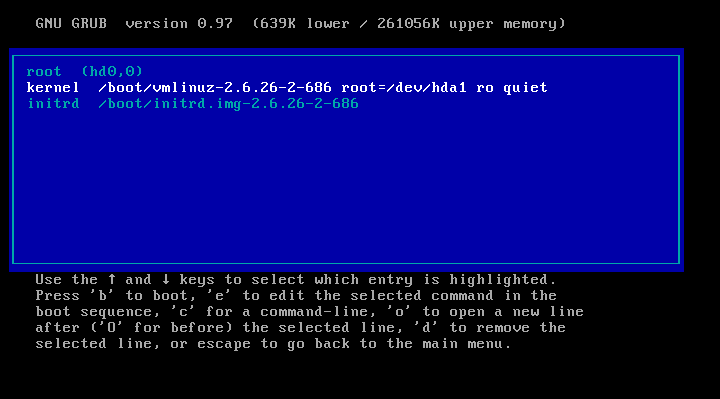 GNU GRUB  version 0.97  (639K lower / 261056K upper memory)
root  (hd0,0)
kernel  /boot/vmlinuz-2.6.26-2-686 root=/dev/hda1 ro quiet
initrd  /boot/initrd.img-2.6.26-2-686
Use the ↑ and ↓ keys to select which entry is highlighted.
Press 'b' to boot, 'e' to edit the selected command in the
boot sequence, 'c' for a command-line, 'o' to open a new line
after ('O' for before) the selected line, 'd' to remove the
selected line, or escape to go back to the main menu.